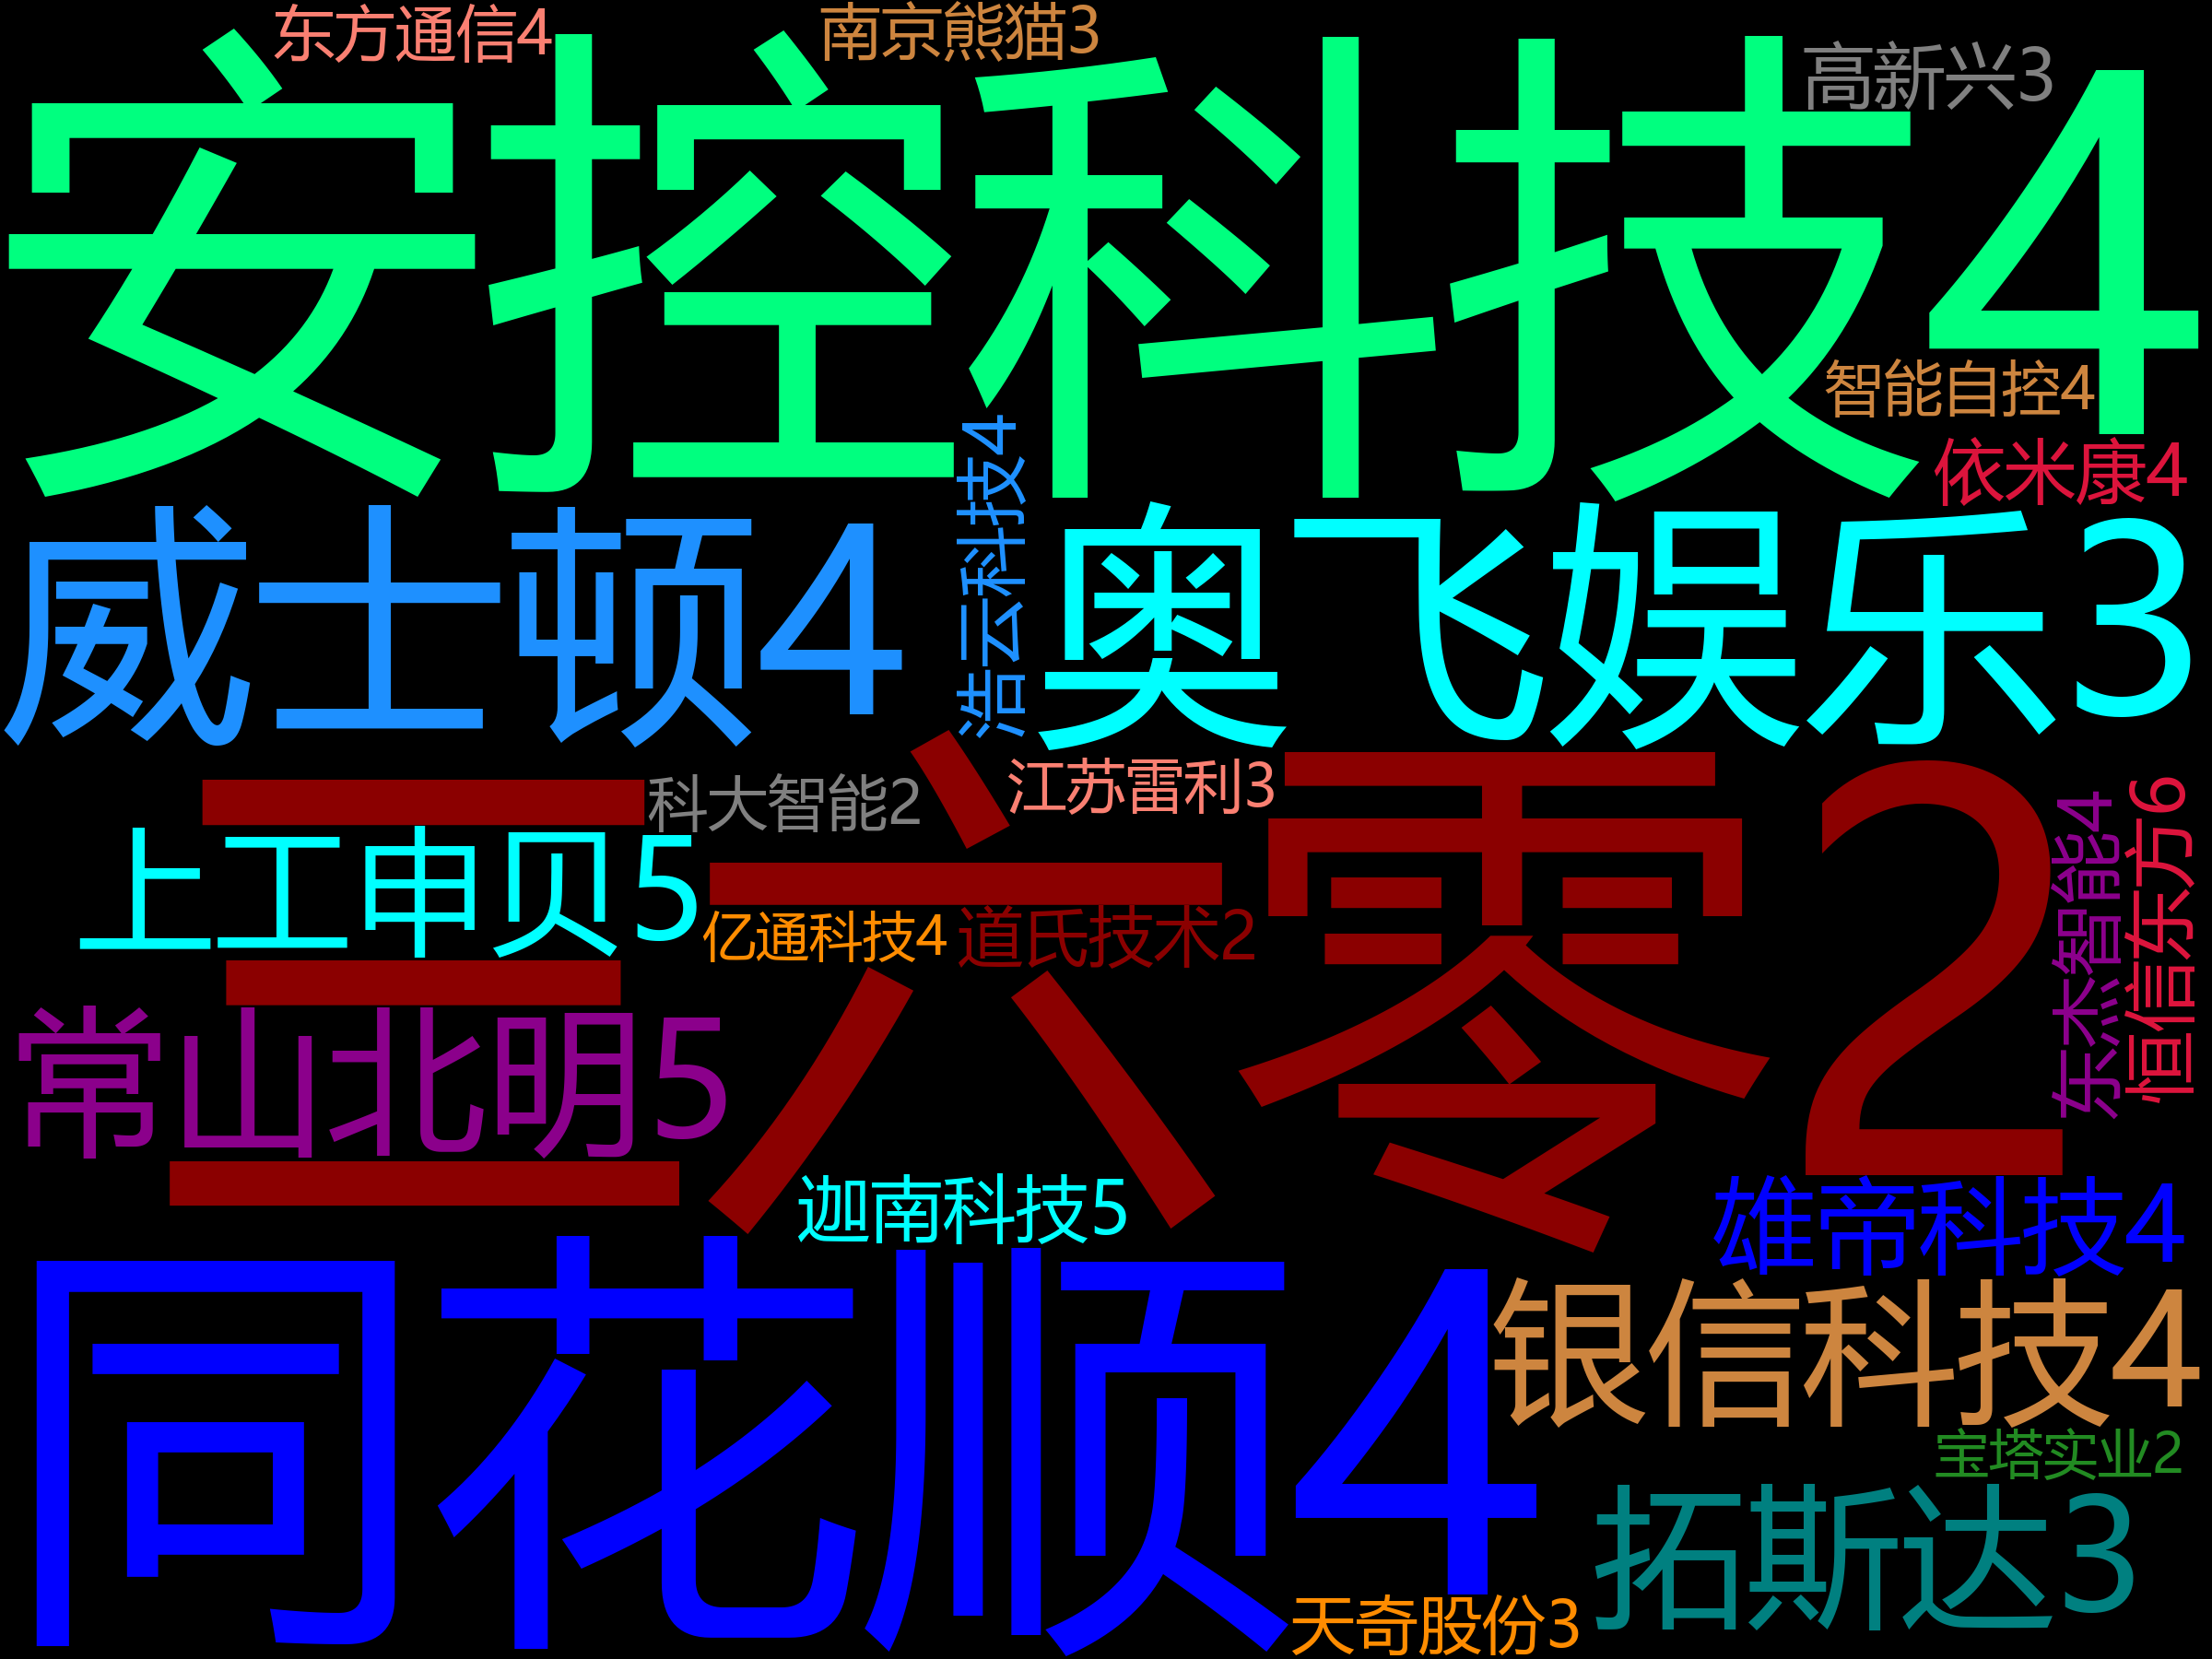 东方通信4
南京熊猫3
高新兴3
安控科技4
智能自控4
依米康4
威士顿4
浩云科技4
奥飞娱乐3
三六零2
科大智能2
江苏雷利3
上工申贝5
亿通科技4
道氏技术2
东杰智能4
恒信东方6
常山北明5
迦南科技5
雄帝科技4
同花顺4
银信科技4
宝塔实业2
拓斯达3
天奇股份3